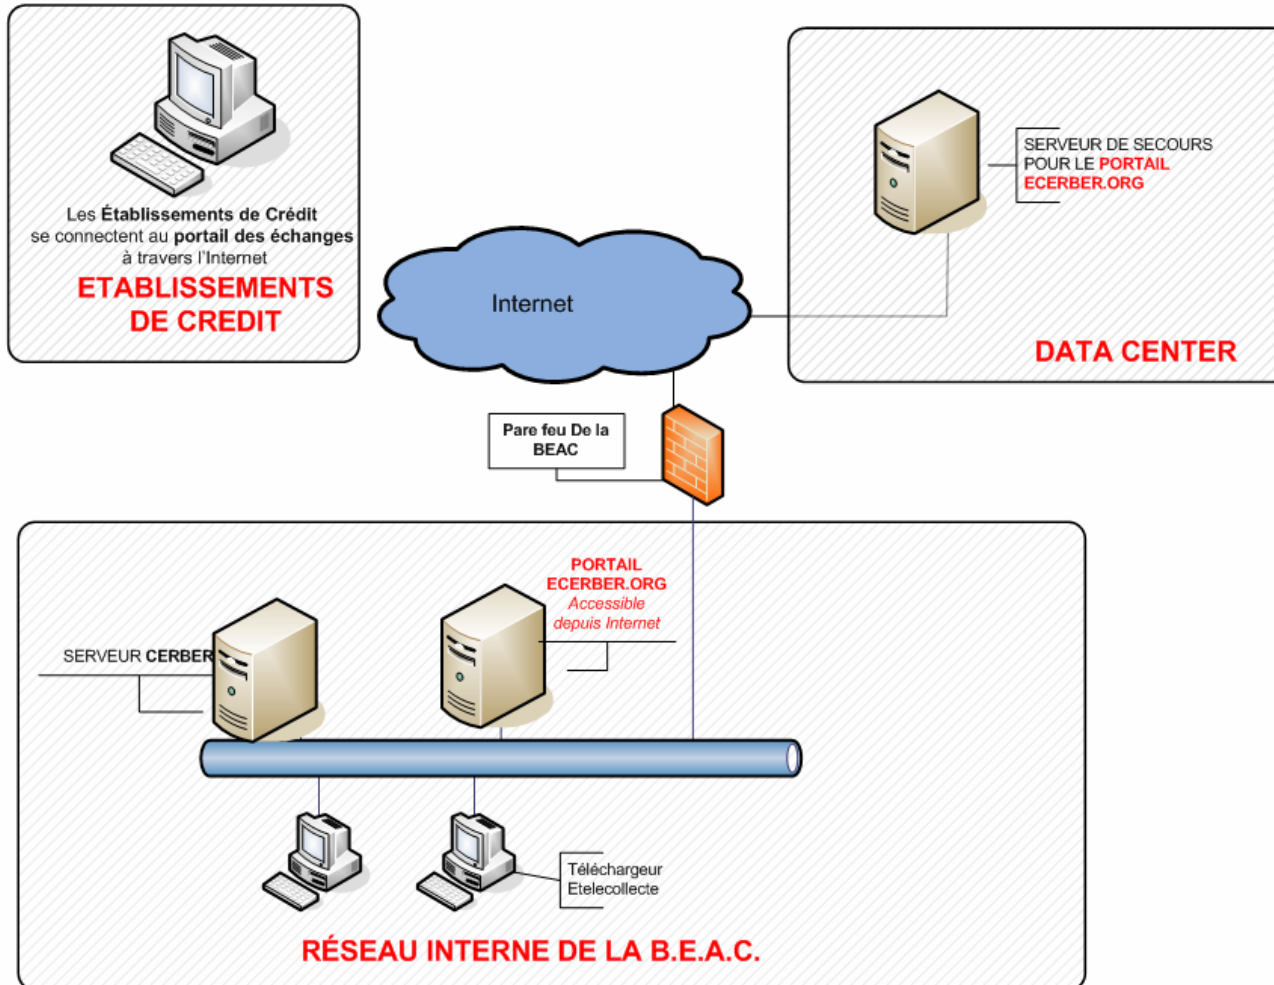 Les Établissements de Crédit
se connectent au portail des échanges
à travers l'Internet
ETABLISSEMENTS
DE CREDIT
SERVEUR DE SECOURS
POUR LE PORTAIL
ECERBER.ORG
DATA CENTER
Internet
Pare feu De la
BEAC
PORTAIL
ECERBER.ORG
Accessible
depuis Internet
SERVEUR CERBER
Téléchargeur
Etelecollecte
RÉSEAU INTERNE DE LA B.E.A.C.